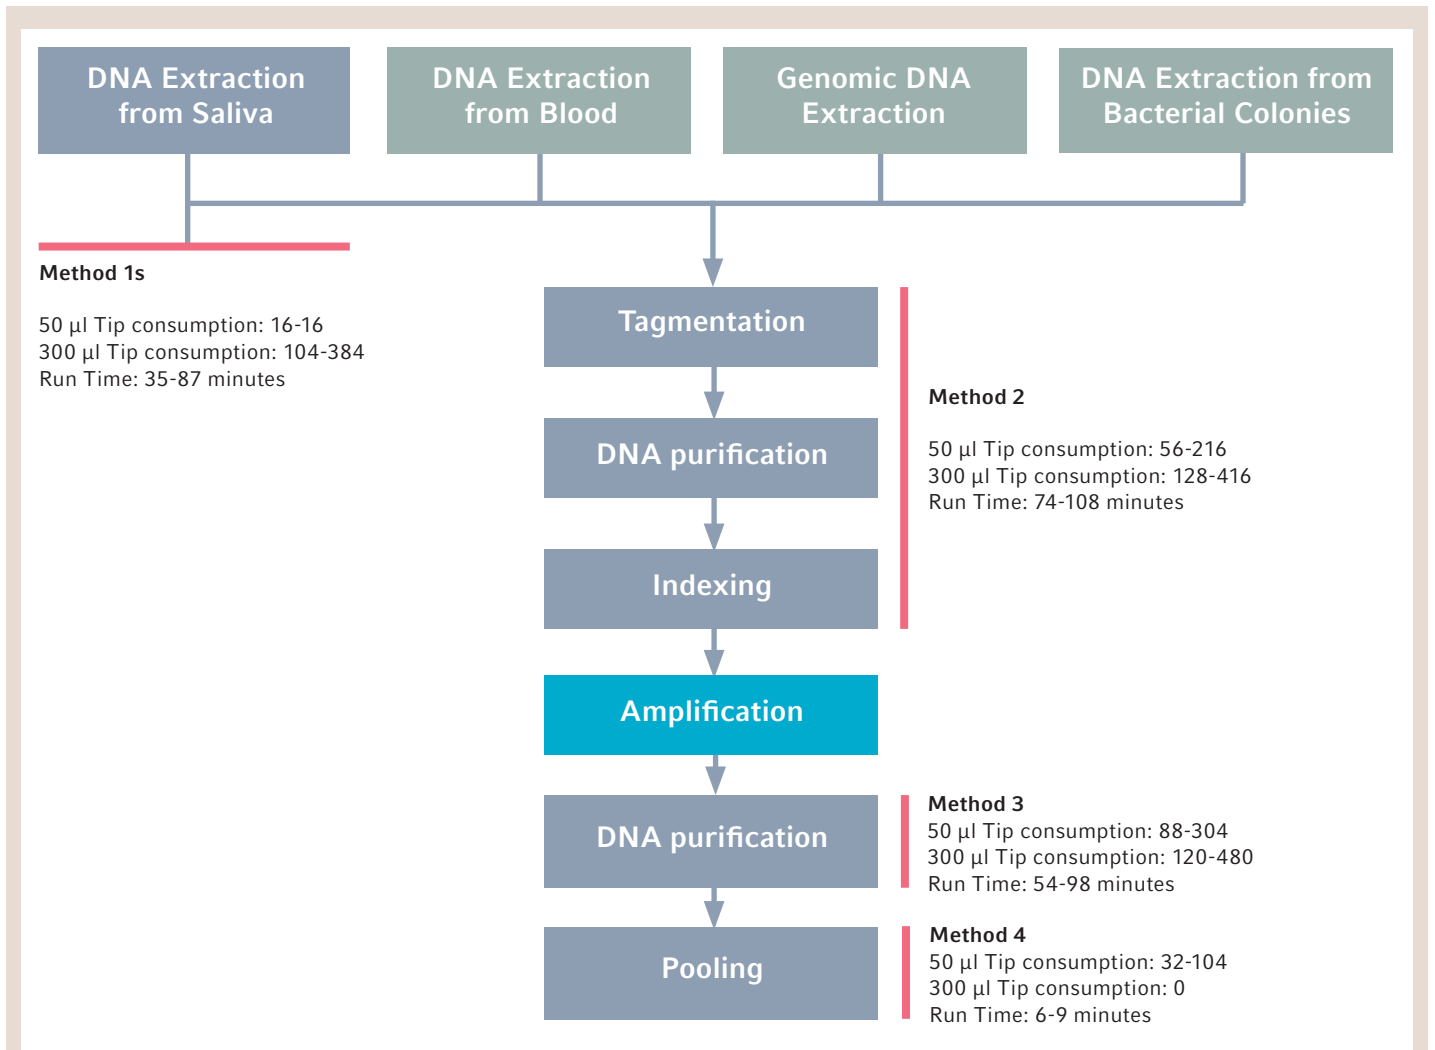 DNA Extraction
from Saliva
DNA Extraction
from Blood
Genomic DNA
Extraction
DNA Extraction from
Bacterial Colonies
Method 1s
50 µl Tip consumption: 16-16
300 µl Tip consumption: 104-384
Run Time: 35-87 minutes
Tagmentation
DNA purification
Indexing
Method 2
50 µl Tip consumption: 56-216
300 µl Tip consumption: 128-416
Run Time: 74-108 minutes
Amplification
DNA purification
Method 3
50 µl Tip consumption: 88-304
300 µl Tip consumption: 120-480
Run Time: 54-98 minutes
Pooling
Method 4
50 µl Tip consumption: 32-104
300 µl Tip consumption: 0
Run Time: 6-9 minutes